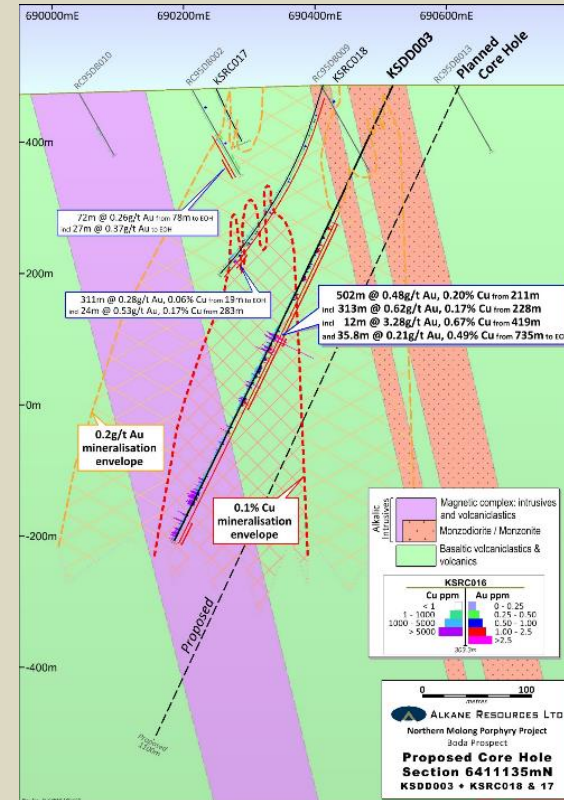 690000mE
690200mE
690400mE
690600mE
RC95DB010
RC95DB002
KSRC017
RC95DB009
KSRC018
KSDD003
RC95DB013
Planned
Core Hole
400m
72m @ 0.26g/t Au from 78m to EOH
incl 27m @ 0.37g/t Au to EOH
200m
311m @ 0.28g/t Au, 0.06% Cu from 19m to EOH
incl 24m @ 0.53g/t Au, 0.17% Cu from 283m
502m @ 0.48g/t Au, 0.20% Cu from 211m
incl 313m @ 0.62g/t Au, 0.17% Cu from 228m
incl 12m @ 3.28g/t Au, 0.67% Cu from 419m
and 35.8m @ 0.21g/t Au, 0.49% Cu from 735m to EOH
0m
0.2g/t Au
mineralisation
envelope
0.1% Cu
mineralisation
envelope
-200m
Proposed
-400m
Proposed
1100m
Alkalic
Intrusives
Magnetic complex: intrusives
and volcaniclastics
Monzodiorite / Monzonite
Basaltic volcaniclastics &
volcanics
KSRC016
Cu ppm Au ppm
< 1 0 - 0.25
1 - 1000 0.25 - 0.50
1000 - 5000 0.50 - 1.00
> 5000 1.00 - 2.5
>2.5
0 100
metres
ALKANE RESOURCES LTD
Northern Molong Porphyry Project
Boda Prospect
Proposed Core Hole
Section 6411135mN
KSDD003 + KSRC018 & 17